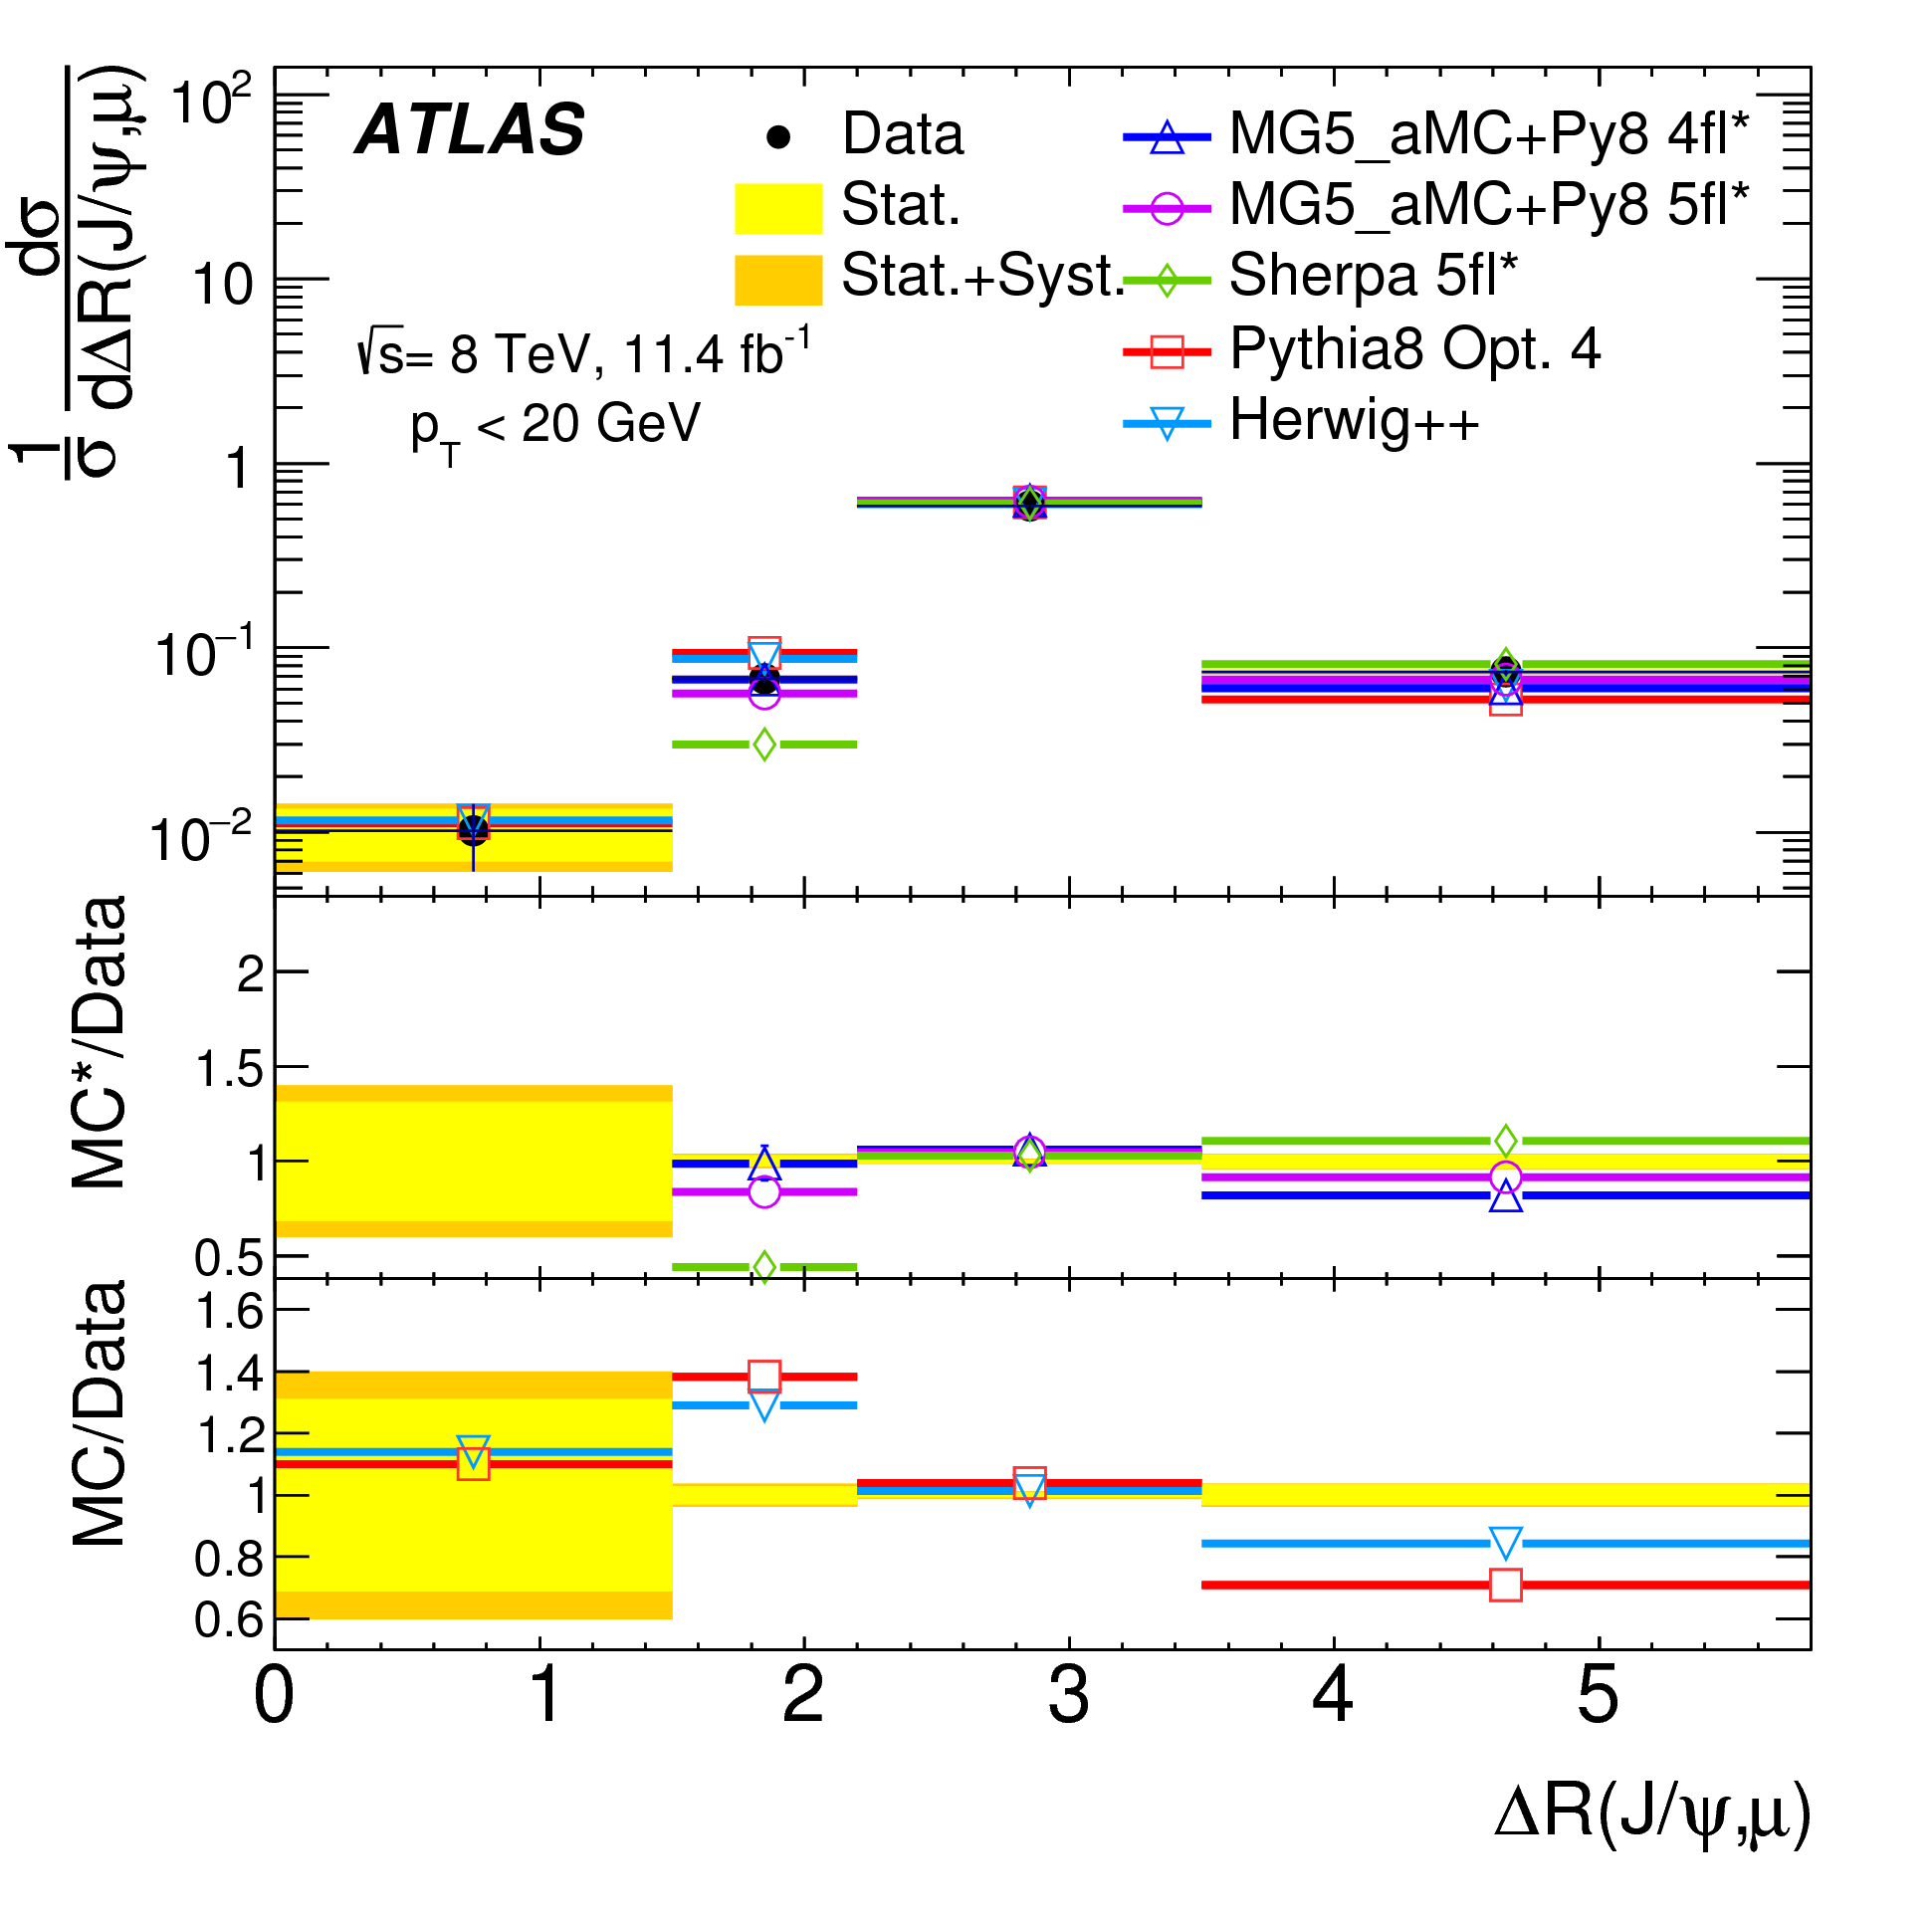 1/σ dσ/dΔR(J/ψ,μ)
10²
10
1
10⁻¹
10⁻²
ATLAS
√s= 8 TeV, 11.4 fb⁻¹
p_T < 20 GeV
Data
Stat.
Stat.+Syst.
MG5_aMC+Py8 4fl*
MG5_aMC+Py8 5fl*
Sherpa 5fl*
Pythia8 Opt. 4
Herwig++
MC*/Data
2
1.5
1
0.5
MC/Data
1.6
1.4
1.2
1
0.8
0.6
0 1 2 3 4 5
ΔR(J/ψ,μ)